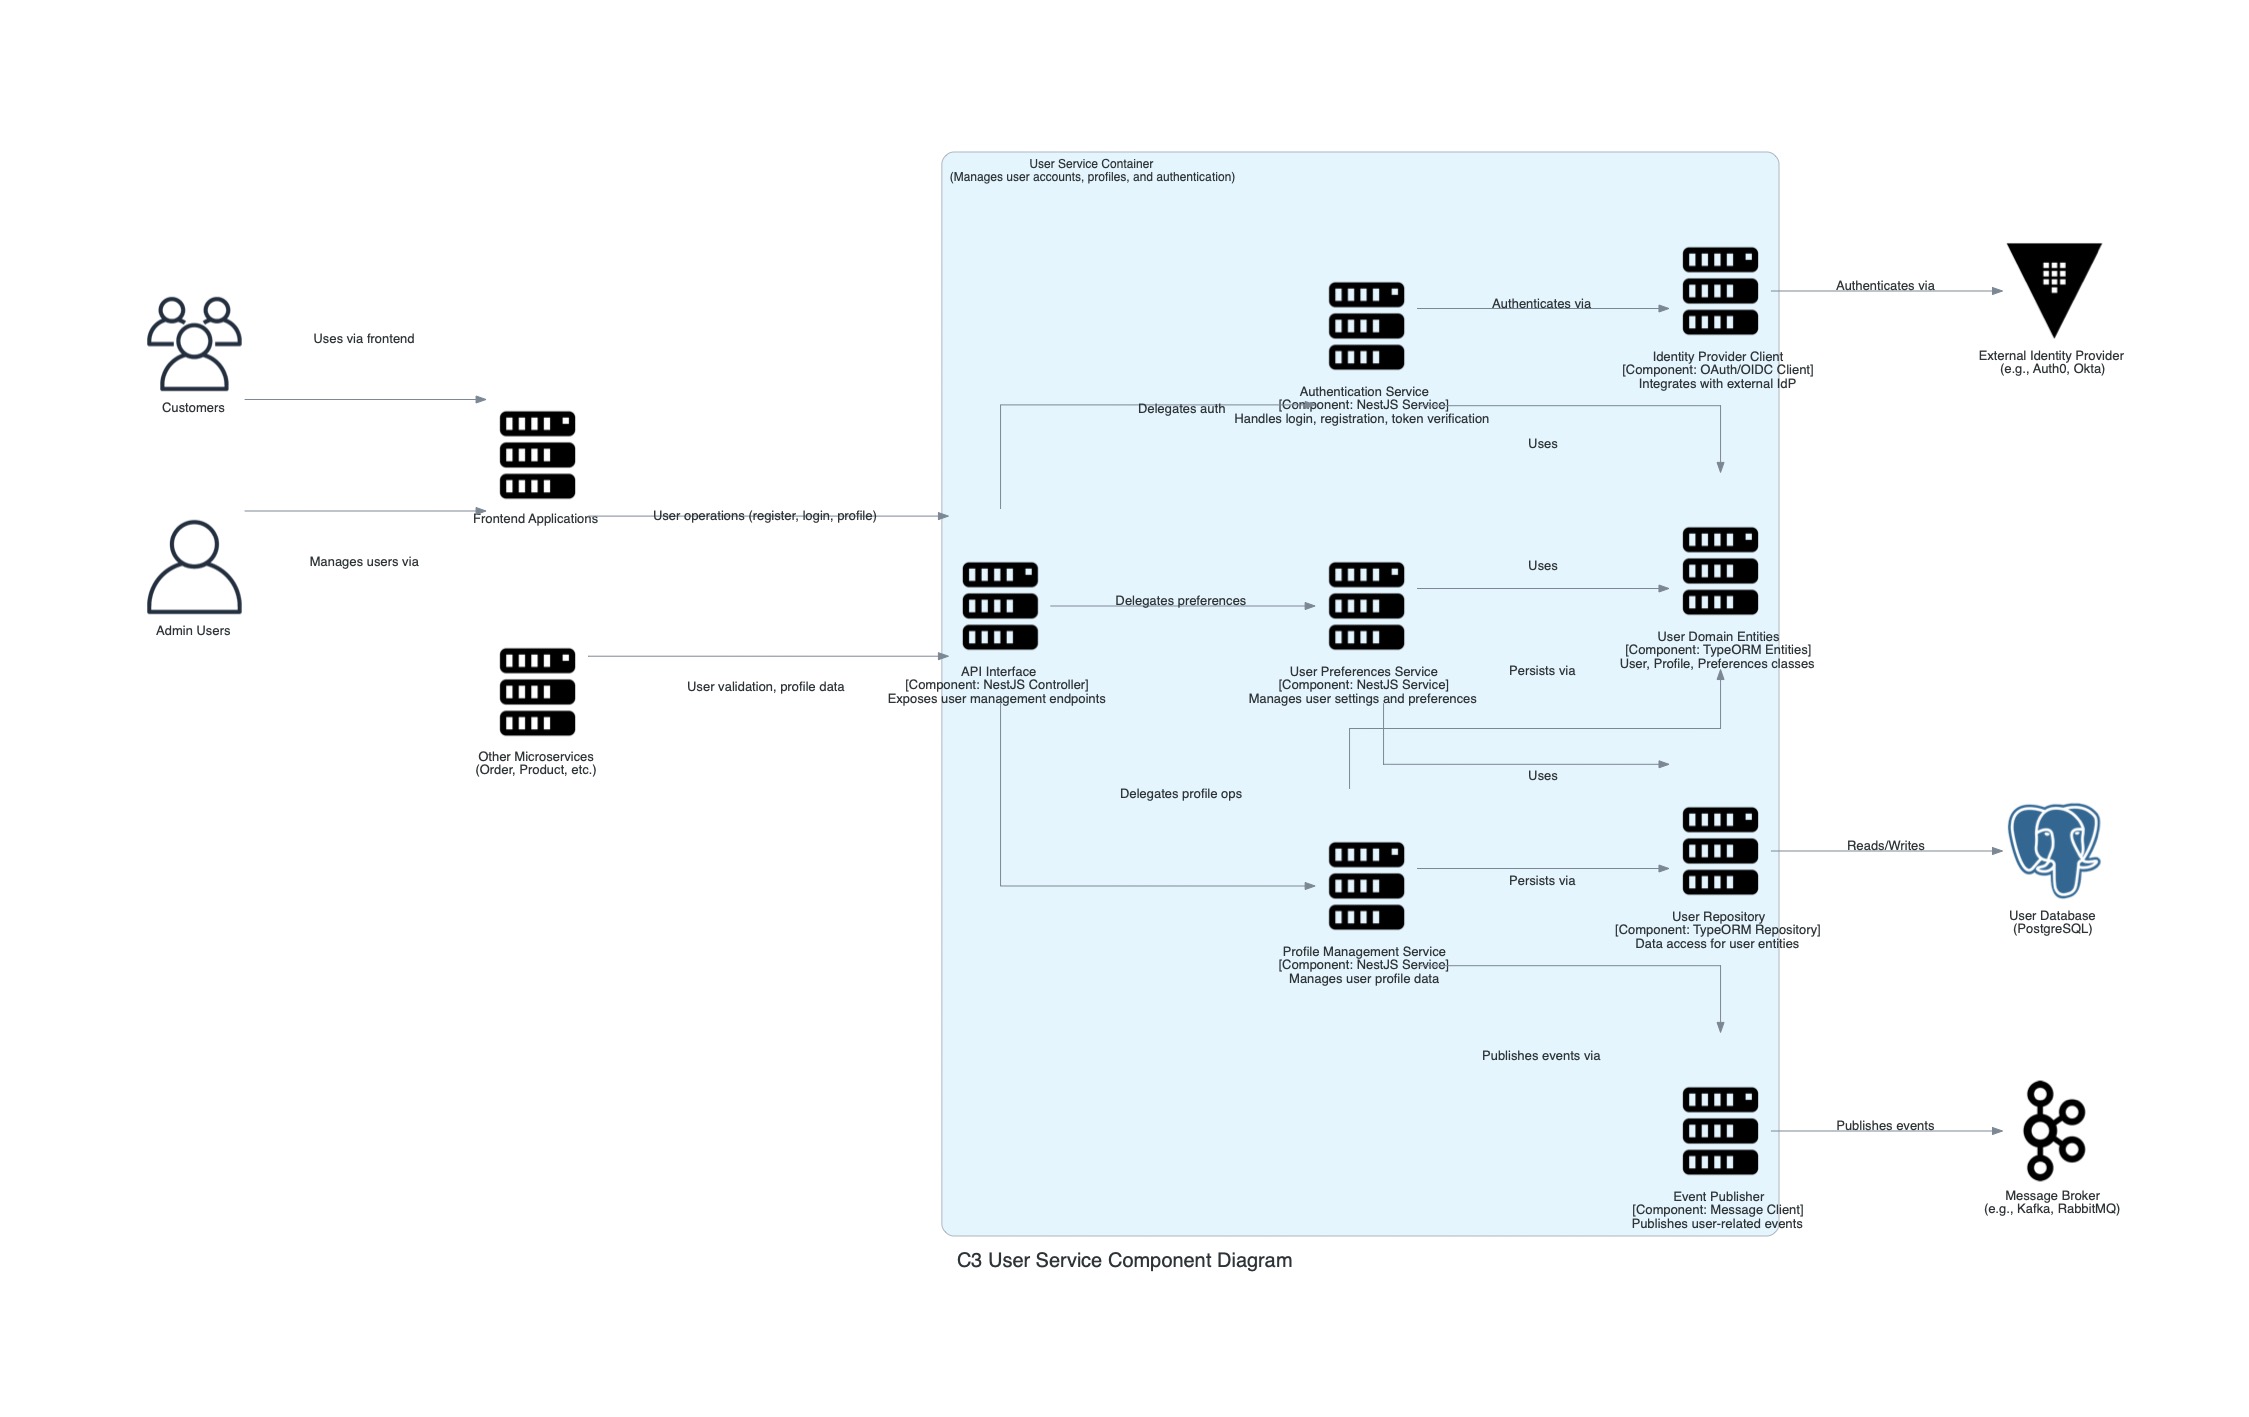 User Service Container
(Manages user accounts, profiles, and authentication)
Uses via frontend
Customers
Manages users via
Admin Users
Frontend Applications
User operations (register, login, profile)
User validation, profile data
Other Microservices
(Order, Product, etc.)
API Interface
[Component: NestJS Controller]
Exposes user management endpoints
Delegates auth
Delegates preferences
Delegates profile ops
Authentication Service
[Component: NestJS Service]
Handles login, registration, token verification
User Preferences Service
[Component: NestJS Service]
Manages user settings and preferences
Profile Management Service
[Component: NestJS Service]
Manages user profile data
Authenticates via
Uses
Uses
Persists via
Uses
Persists via
Publishes events via
Identity Provider Client
[Component: OAuth/OIDC Client]
Integrates with external IdP
User Domain Entities
[Component: TypeORM Entities]
User, Profile, Preferences classes
User Repository
[Component: TypeORM Repository]
Data access for user entities
Event Publisher
[Component: Message Client]
Publishes user-related events
Authenticates via
Reads/Writes
Publishes events
External Identity Provider
(e.g., Auth0, Okta)
User Database
(PostgreSQL)
Message Broker
(e.g., Kafka, RabbitMQ)
C3 User Service Component Diagram